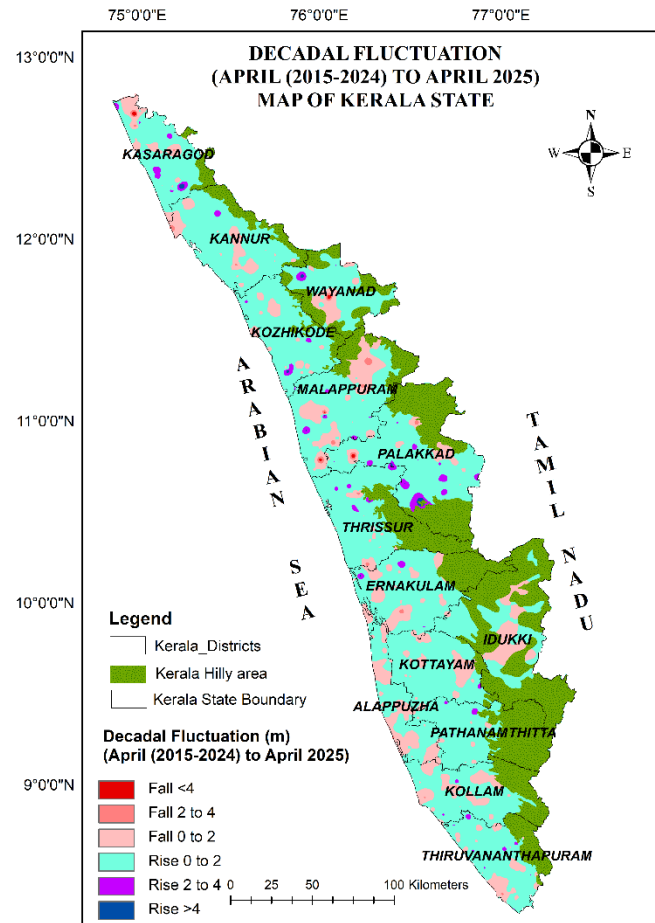 75°0'0"E 76°0'0"E 77°0'0"E
13°0'0"N
12°0'0"N
11°0'0"N
10°0'0"N
9°0'0"N
DECADAL FLUCTUATION
(APRIL (2015-2024) TO APRIL 2025)
MAP OF KERALA STATE
N
W E
S
KASARAGOD
KANNUR
WAYANAD
KOZHIKODE
MALAPPURAM
PALAKKAD
THRISSUR
ERNAKULAM
IDUKKI
KOTTAYAM
ALAPPUZHA
PATHANAMTHITTA
KOLLAM
THIRUVANANTHAPURAM
ARABIAN SEA
TAMIL NADU
Legend
Kerala_Districts
Kerala Hilly area
Kerala State Boundary
Decadal Fluctuation (m)
(April (2015-2024) to April 2025)
Fall <4
Fall 2 to 4
Fall 0 to 2
Rise 0 to 2
Rise 2 to 4
Rise >4
0 25 50 100 Kilometers